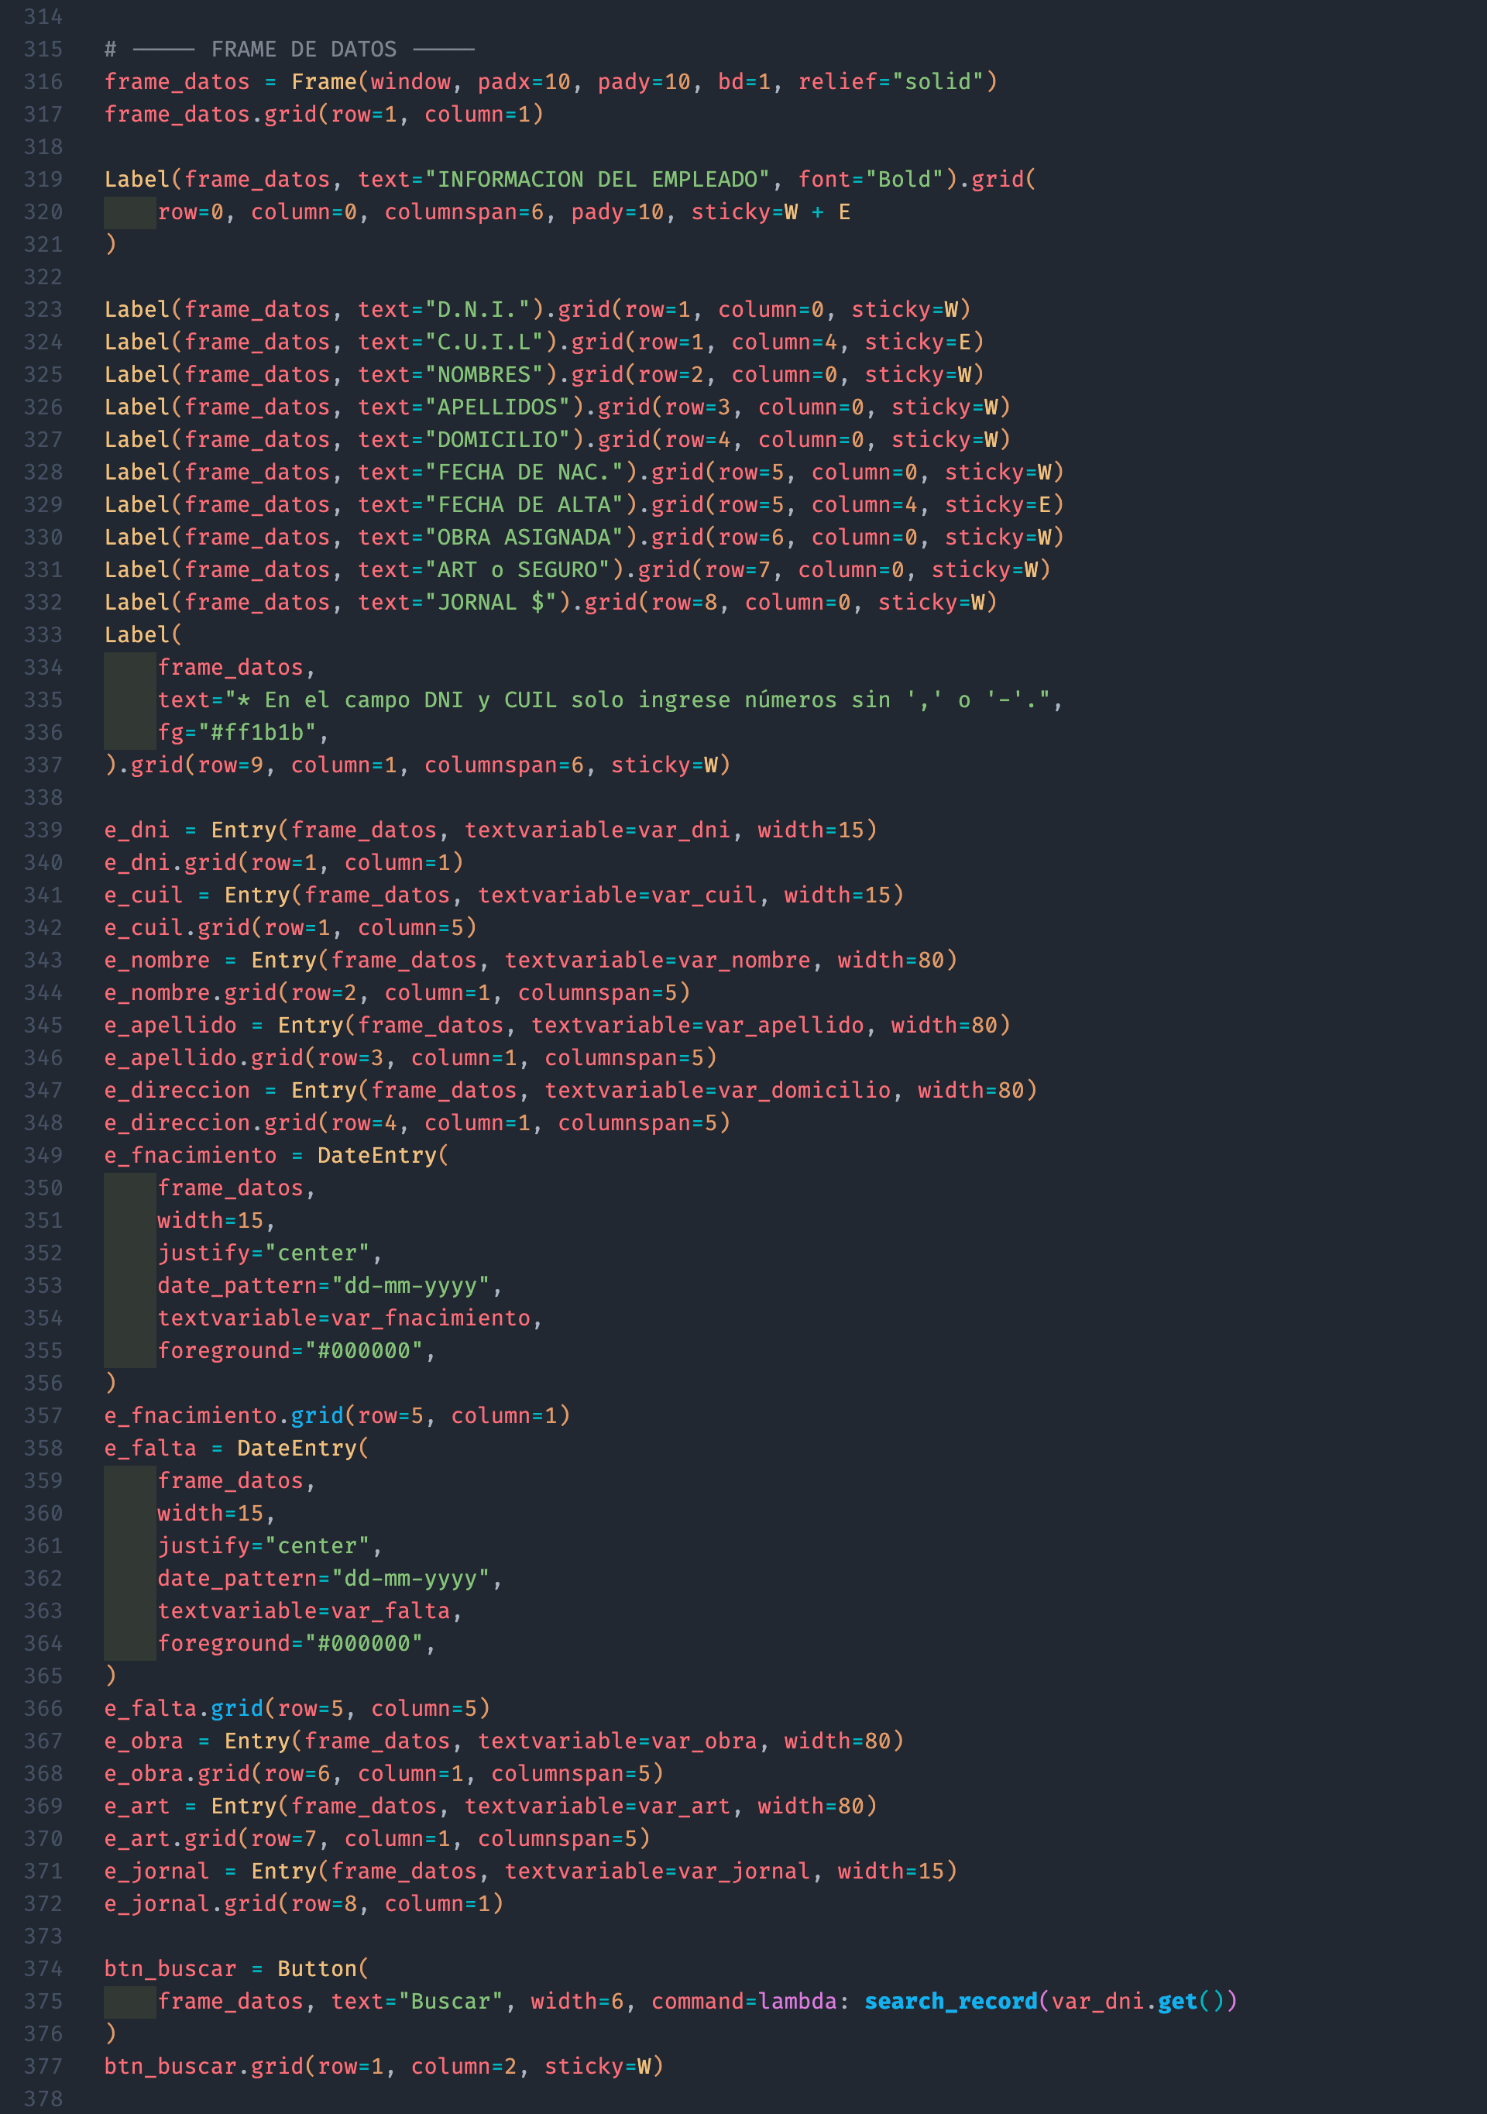 314
315 # ——— FRAME DE DATOS ———
316 frame_datos = Frame(window, padx=10, pady=10, bd=1, relief="solid")
317 frame_datos.grid(row=1, column=1)
318
319 Label(frame_datos, text="INFORMACION DEL EMPLEADO", font="Bold").grid(
320     row=0, column=0, columnspan=6, pady=10, sticky=W + E
321 )
322
323 Label(frame_datos, text="D.N.I.").grid(row=1, column=0, sticky=W)
324 Label(frame_datos, text="C.U.I.L").grid(row=1, column=4, sticky=E)
325 Label(frame_datos, text="NOMBRES").grid(row=2, column=0, sticky=W)
326 Label(frame_datos, text="APELLIDOS").grid(row=3, column=0, sticky=W)
327 Label(frame_datos, text="DOMICILIO").grid(row=4, column=0, sticky=W)
328 Label(frame_datos, text="FECHA DE NAC.").grid(row=5, column=0, sticky=W)
329 Label(frame_datos, text="FECHA DE ALTA").grid(row=5, column=4, sticky=E)
330 Label(frame_datos, text="OBRA ASIGNADA").grid(row=6, column=0, sticky=W)
331 Label(frame_datos, text="ART o SEGURO").grid(row=7, column=0, sticky=W)
332 Label(frame_datos, text="JORNAL $").grid(row=8, column=0, sticky=W)
333 Label(
334     frame_datos,
335     text="* En el campo DNI y CUIL solo ingrese números sin ',' o '-'.",
336     fg="#ff1b1b",
337 ).grid(row=9, column=1, columnspan=6, sticky=W)
338
339 e_dni = Entry(frame_datos, textvariable=var_dni, width=15)
340 e_dni.grid(row=1, column=1)
341 e_cuil = Entry(frame_datos, textvariable=var_cuil, width=15)
342 e_cuil.grid(row=1, column=5)
343 e_nombre = Entry(frame_datos, textvariable=var_nombre, width=80)
344 e_nombre.grid(row=2, column=1, columnspan=5)
345 e_apellido = Entry(frame_datos, textvariable=var_apellido, width=80)
346 e_apellido.grid(row=3, column=1, columnspan=5)
347 e_direccion = Entry(frame_datos, textvariable=var_domicilio, width=80)
348 e_direccion.grid(row=4, column=1, columnspan=5)
349 e_fnacimiento = DateEntry(
350     frame_datos,
351     width=15,
352     justify="center",
353     date_pattern="dd-mm-yyyy",
354     textvariable=var_fnacimiento,
355     foreground="#000000",
356 )
357 e_fnacimiento.grid(row=5, column=1)
358 e_falta = DateEntry(
359     frame_datos,
360     width=15,
361     justify="center",
362     date_pattern="dd-mm-yyyy",
363     textvariable=var_falta,
364     foreground="#000000",
365 )
366 e_falta.grid(row=5, column=5)
367 e_obra = Entry(frame_datos, textvariable=var_obra, width=80)
368 e_obra.grid(row=6, column=1, columnspan=5)
369 e_art = Entry(frame_datos, textvariable=var_art, width=80)
370 e_art.grid(row=7, column=1, columnspan=5)
371 e_jornal = Entry(frame_datos, textvariable=var_jornal, width=15)
372 e_jornal.grid(row=8, column=1)
373
374 btn_buscar = Button(
375     frame_datos, text="Buscar", width=6, command=lambda: search_record(var_dni.get())
376 )
377 btn_buscar.grid(row=1, column=2, sticky=W)
378